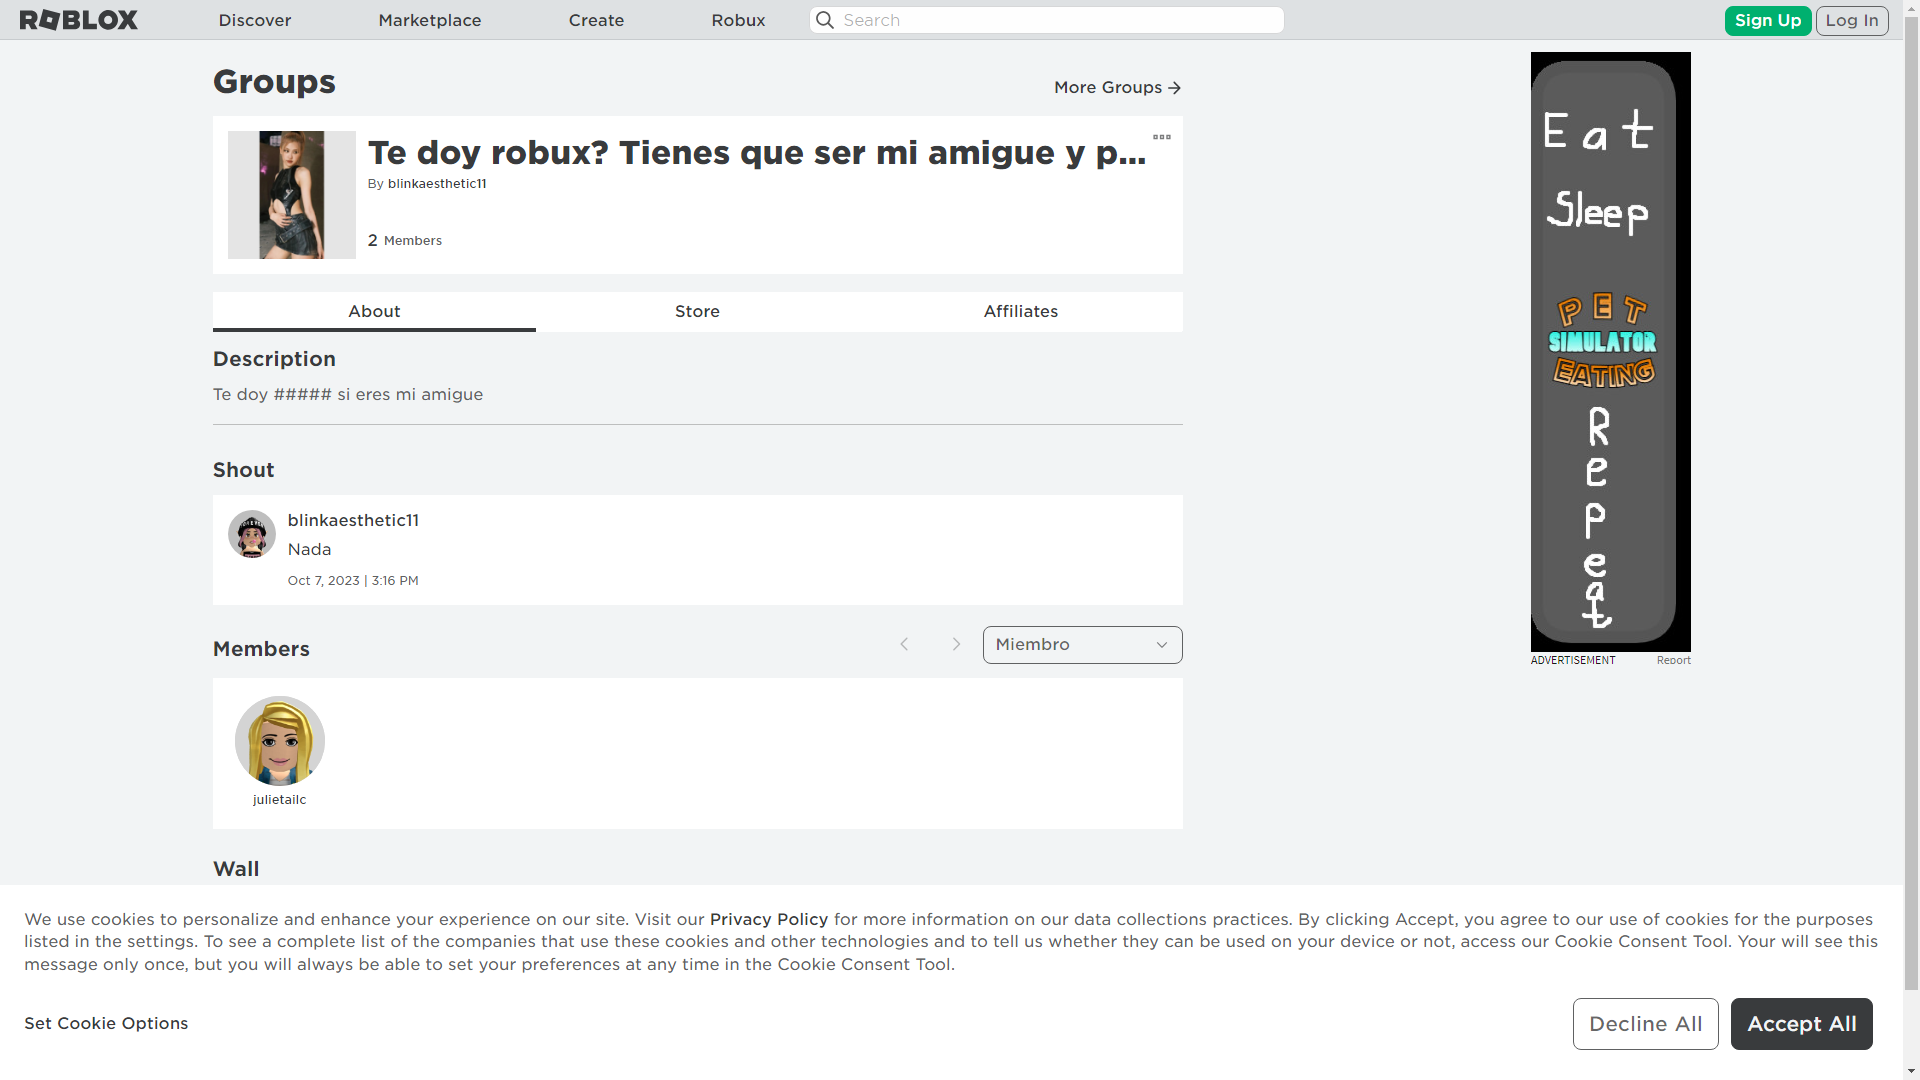 ROBLOX
Discover
Marketplace
Create
Robux
Search
Sign Up
Log In
Groups
More Groups
Te doy robux? Tienes que ser mi amigue y p...
By blinkaesthetic11
2 Members
About
Store
Affiliates
Description
Te doy ##### si eres mi amigue
Shout
blinkaesthetic11
Nada
Oct 7, 2023 | 3:16 PM
Members
Miembro
julietailc
Wall
Eat
Sleep
PET
SIMULATOR
EATING
Repeat
ADVERTISEMENT
Report
We use cookies to personalize and enhance your experience on our site. Visit our Privacy Policy for more information on our data collections practices. By clicking Accept, you agree to our use of cookies for the purposes
listed in the settings. To see a complete list of the companies that use these cookies and other technologies and to tell us whether they can be used on your device or not, access our Cookie Consent Tool. Your will see this
message only once, but you will always be able to set your preferences at any time in the Cookie Consent Tool.
Set Cookie Options
Decline All
Accept All